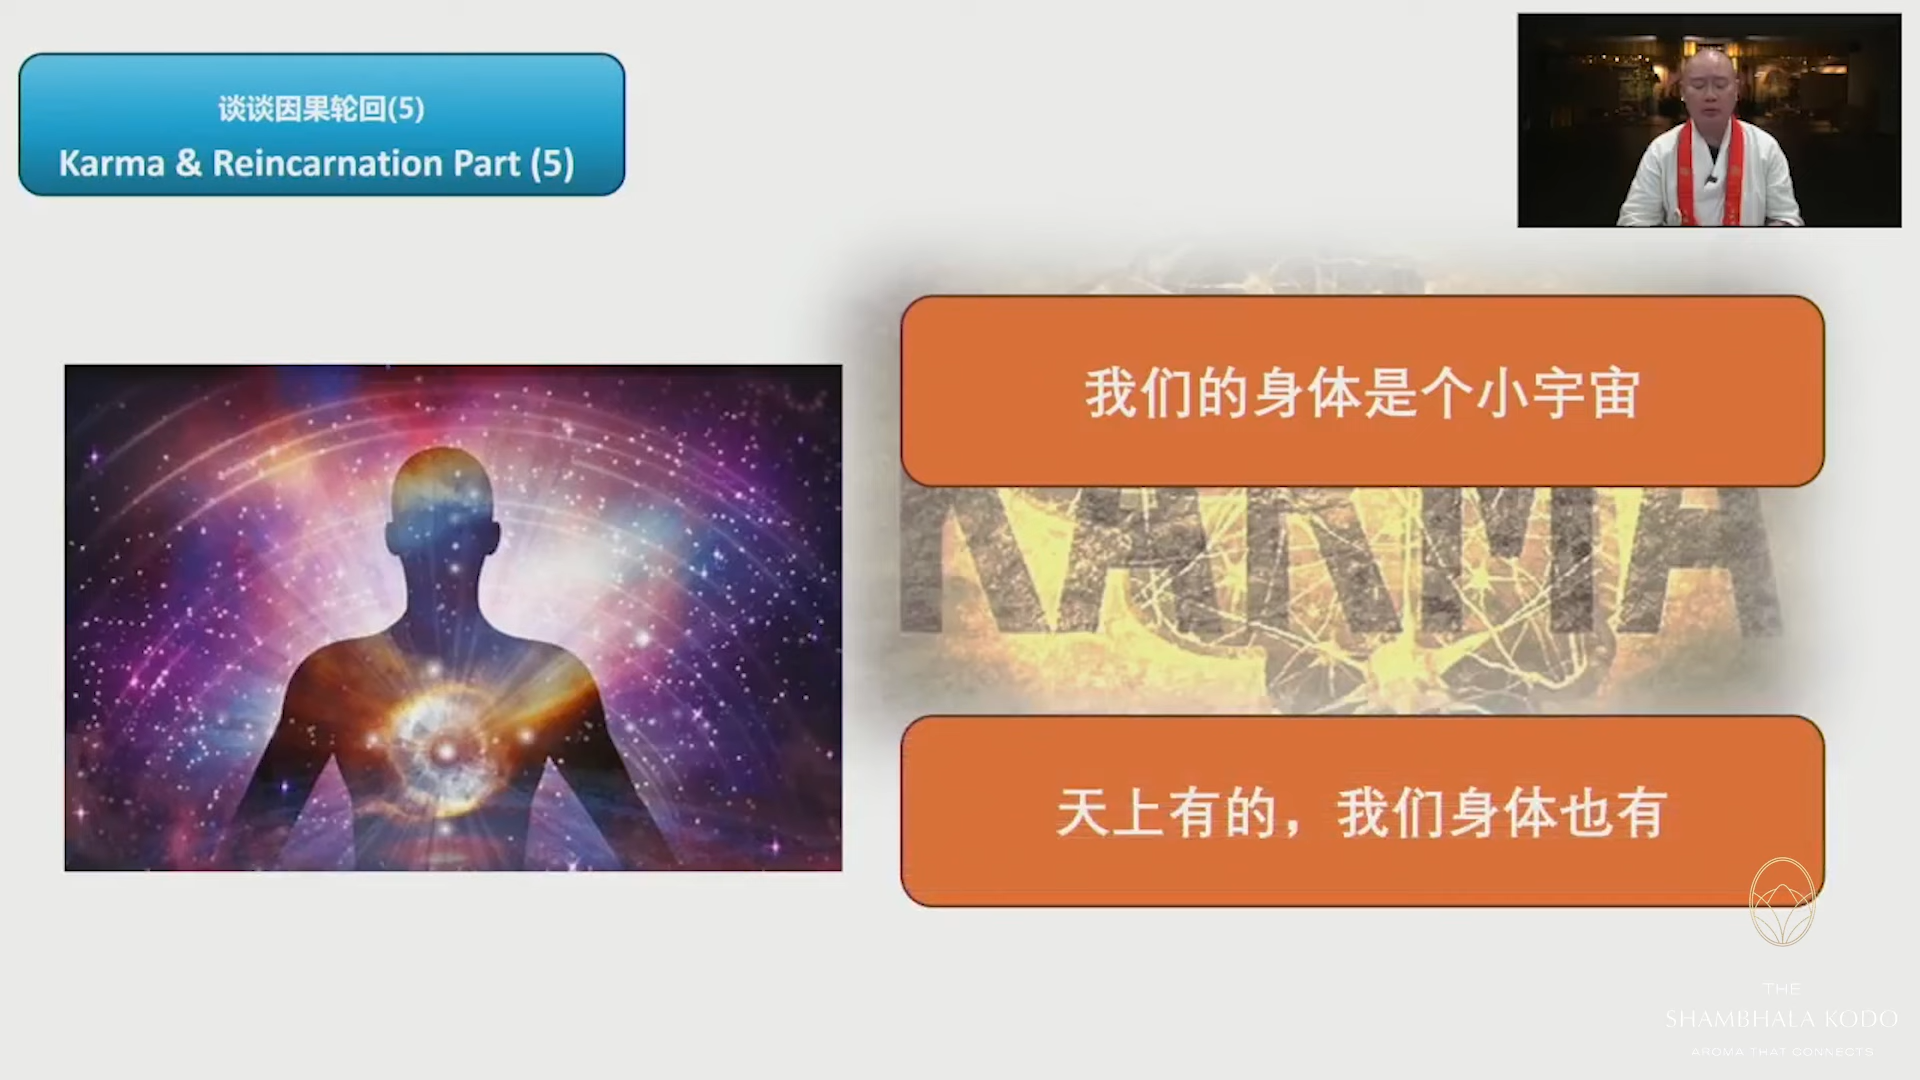 谈谈因果轮回(5)
Karma & Reincarnation Part (5)
我们的身体是个小宇宙
KARMA
天上有的，我们身体也有
THE
SHAMBHALA KODO
AROMA THAT CONNECTS